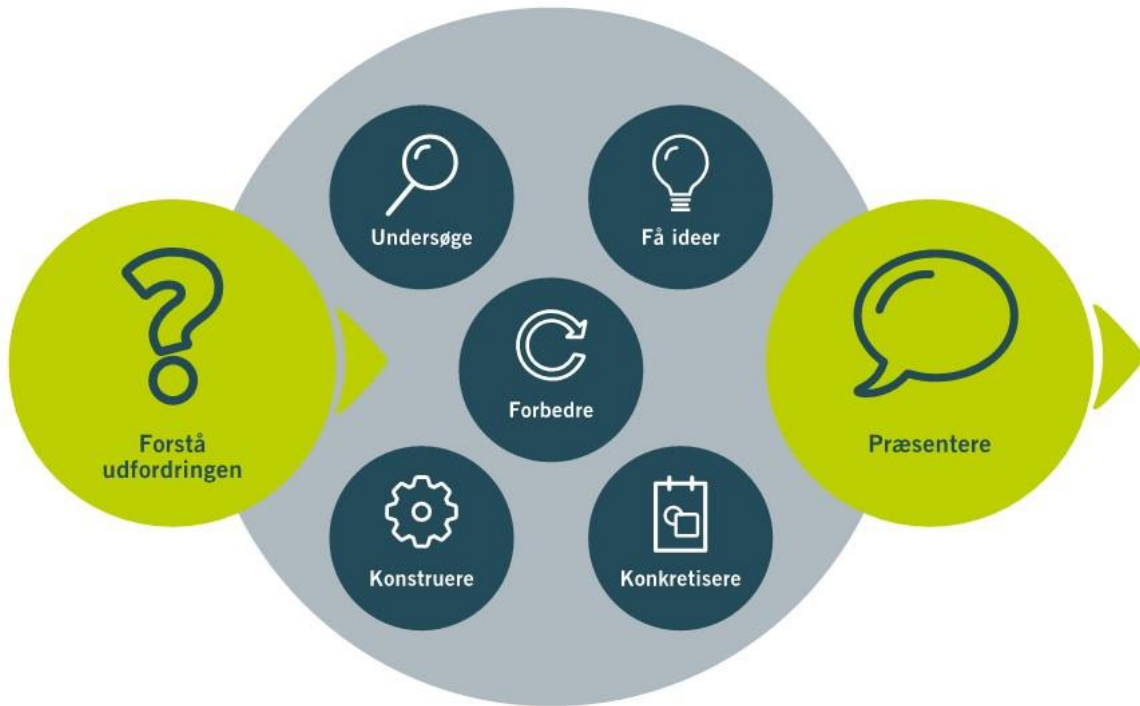 Forstå
udfordringen
Undersøge
Få ideer
Forbedre
Konstruere
Konkretisere
Præsentere